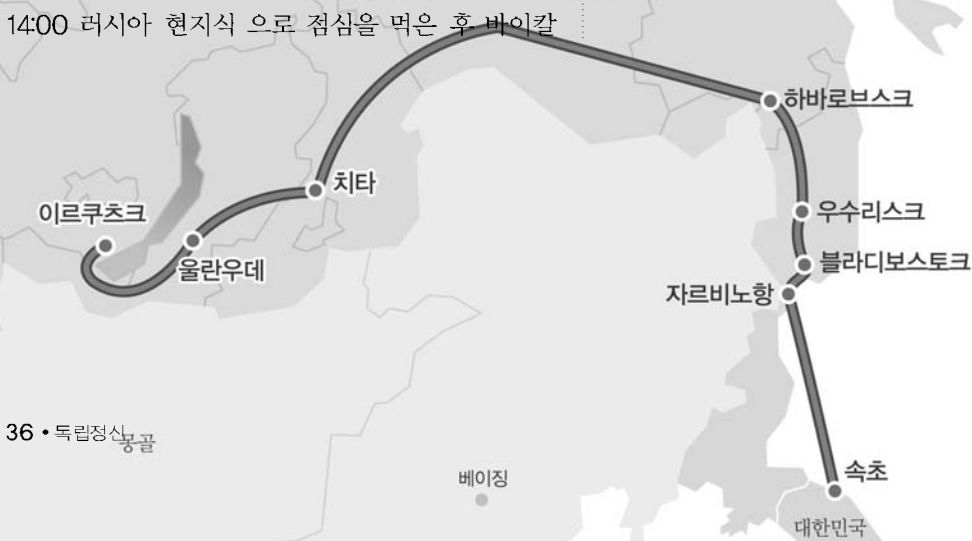 14:00 러시아 현지식 으로 점심을 먹은 후 바이칼
하바로브스크
치타
이르쿠츠크
우수리스크
울란우데
블라디보스토크
자르비노항
36 • 독립정신
몽골
베이징
속초
대한민국